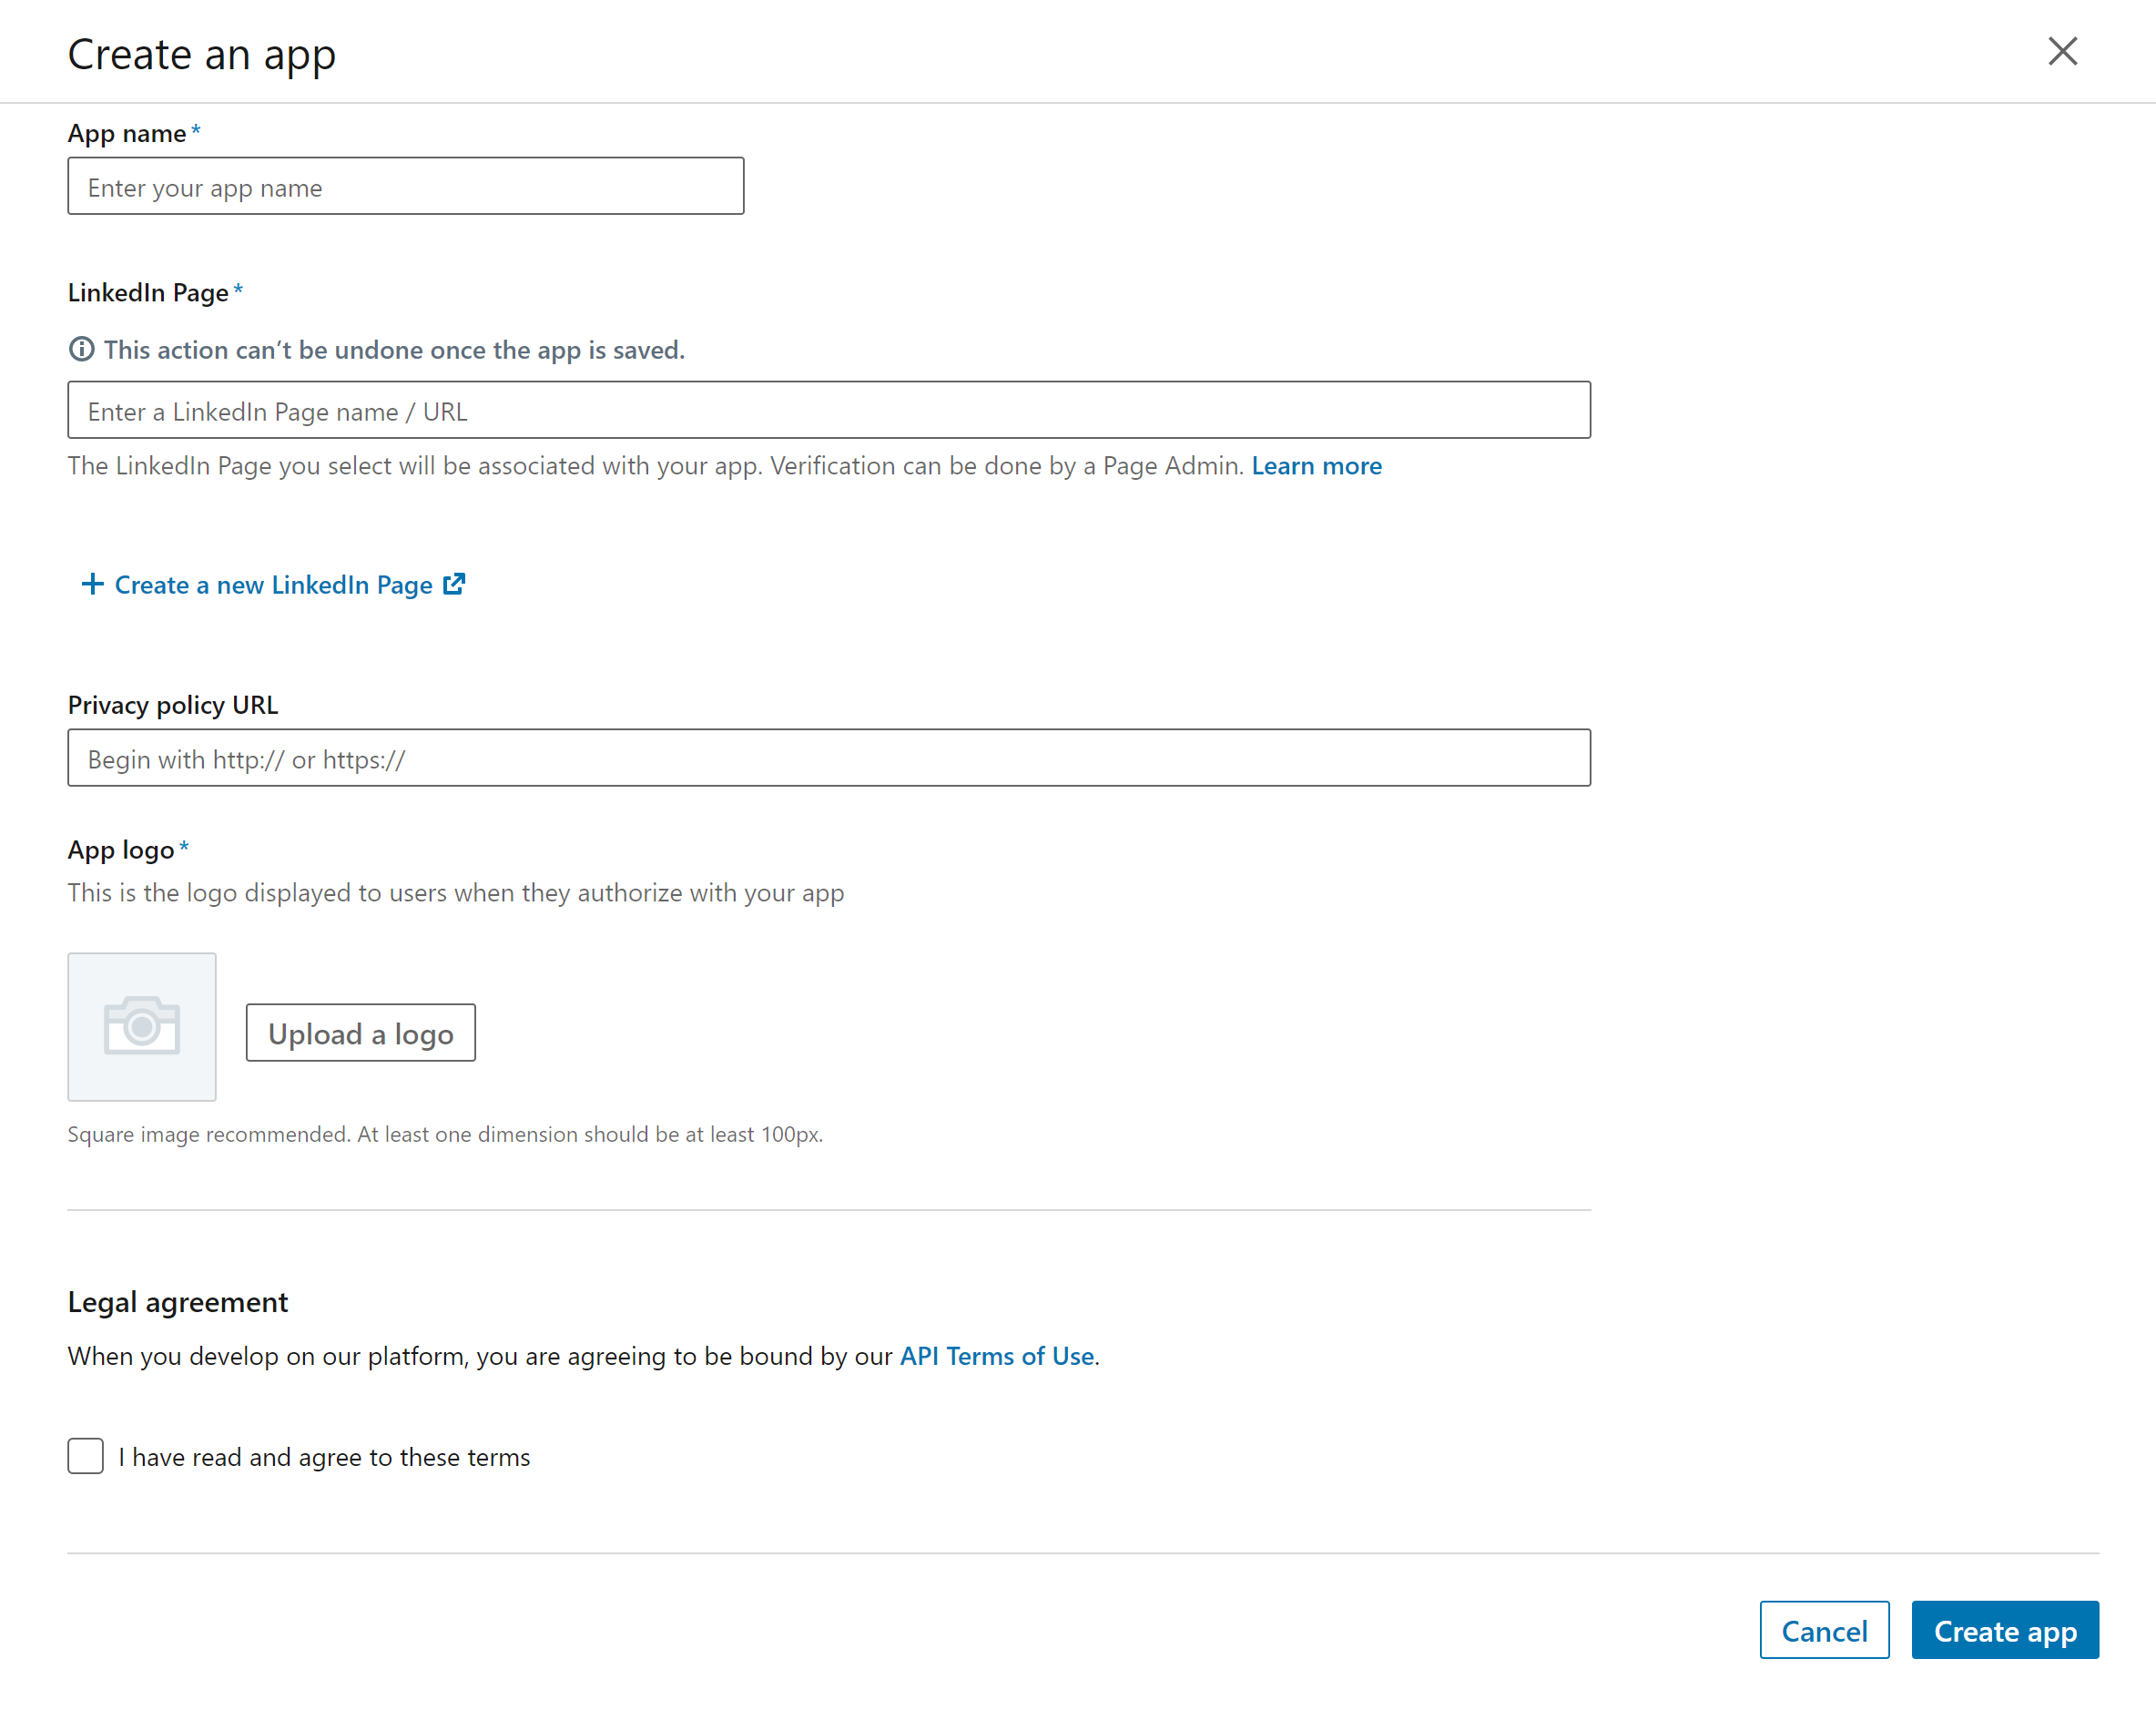 Create an app
App name*
Enter your app name
LinkedIn Page*
This action can’t be undone once the app is saved.
Enter a LinkedIn Page name / URL
The LinkedIn Page you select will be associated with your app. Verification can be done by a Page Admin. Learn more
+ Create a new LinkedIn Page
Privacy policy URL
Begin with http:// or https://
App logo*
This is the logo displayed to users when they authorize with your app
Upload a logo
Square image recommended. At least one dimension should be at least 100px.
Legal agreement
When you develop on our platform, you are agreeing to be bound by our API Terms of Use.
I have read and agree to these terms
Cancel
Create app